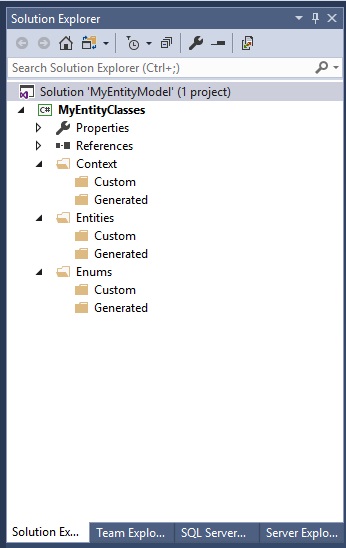 Solution Explorer
Search Solution Explorer (Ctrl+;)
Solution 'MyEntityModel' (1 project)
C# MyEntityClasses
Properties
References
Context
Custom
Generated
Entities
Custom
Generated
Enums
Custom
Generated
Solution Ex... Team Explo... SQL Server... Server Explo...